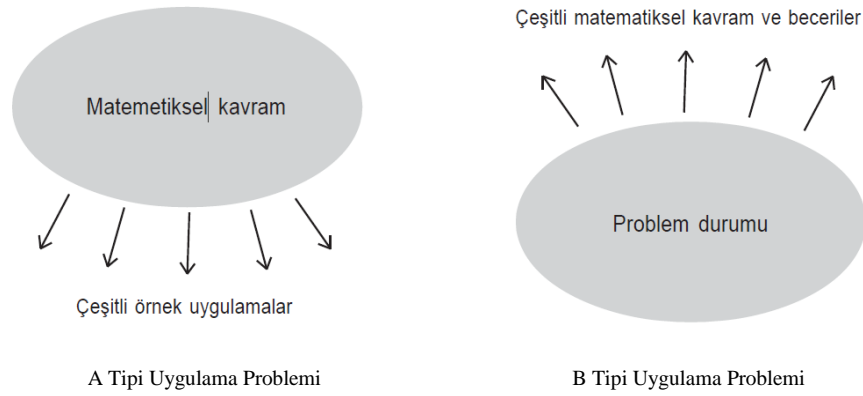 Çeşitli matematiksel kavram ve beceriler
Matemetiksel kavram
Problem durumu
Çeşitli örnek uygulamalar
A Tipi Uygulama Problemi
B Tipi Uygulama Problemi